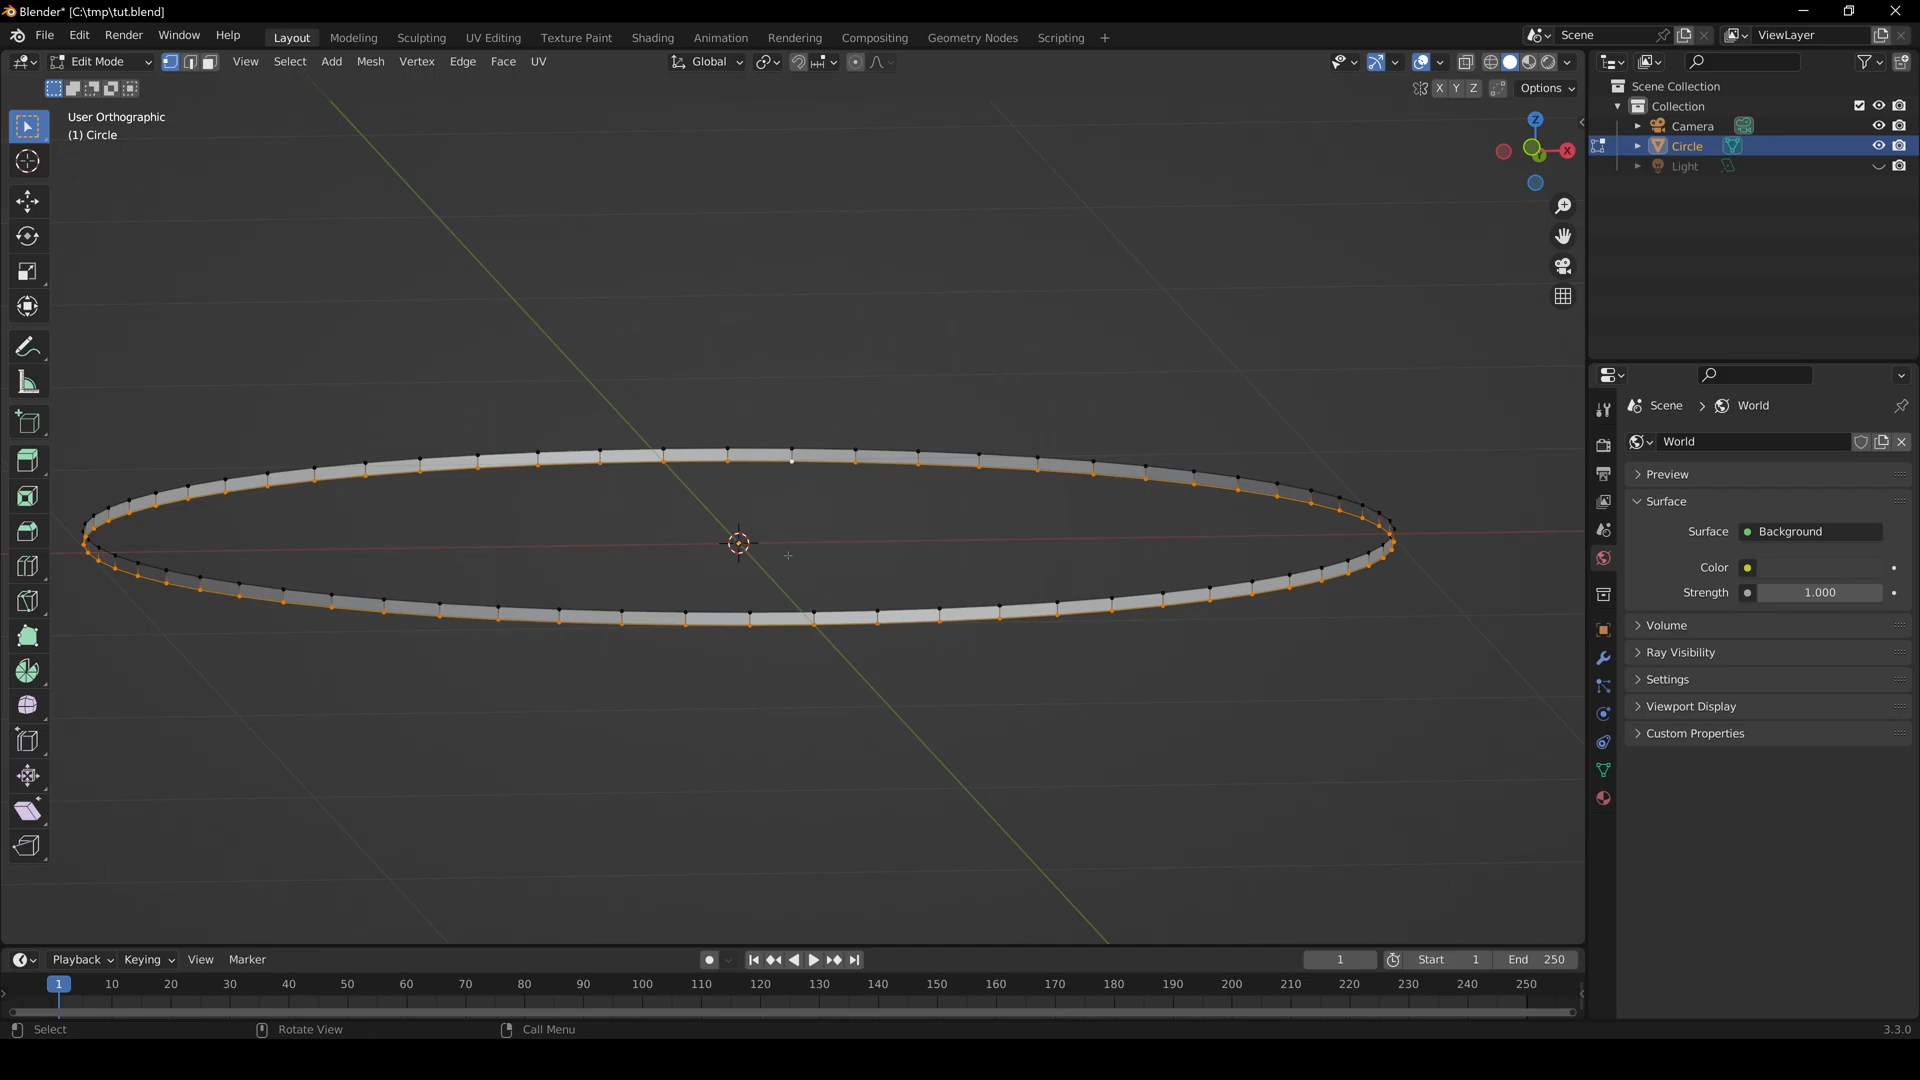 Blender* [C:\tmp\tut.blend]
File Edit Render Window Help Layout Modeling Sculpting UV Editing Texture Paint Shading Animation Rendering Compositing Geometry Nodes Scripting + Scene ViewLayer
Edit Mode View Select Add Mesh Vertex Edge Face UV Global
X Y Z Options
User Orthographic
(1) Circle
Z
X
Y
Scene Collection
Collection
Camera
Circle
Light
Scene > World
World
Preview
Surface
Surface Background
Color
Strength 1.000
Volume
Ray Visibility
Settings
Viewport Display
Custom Properties
Playback Keying View Marker 1 Start 1 End 250
1 10 20 30 40 50 60 70 80 90 100 110 120 130 140 150 160 170 180 190 200 210 220 230 240 250
Select Rotate View Call Menu 3.3.0